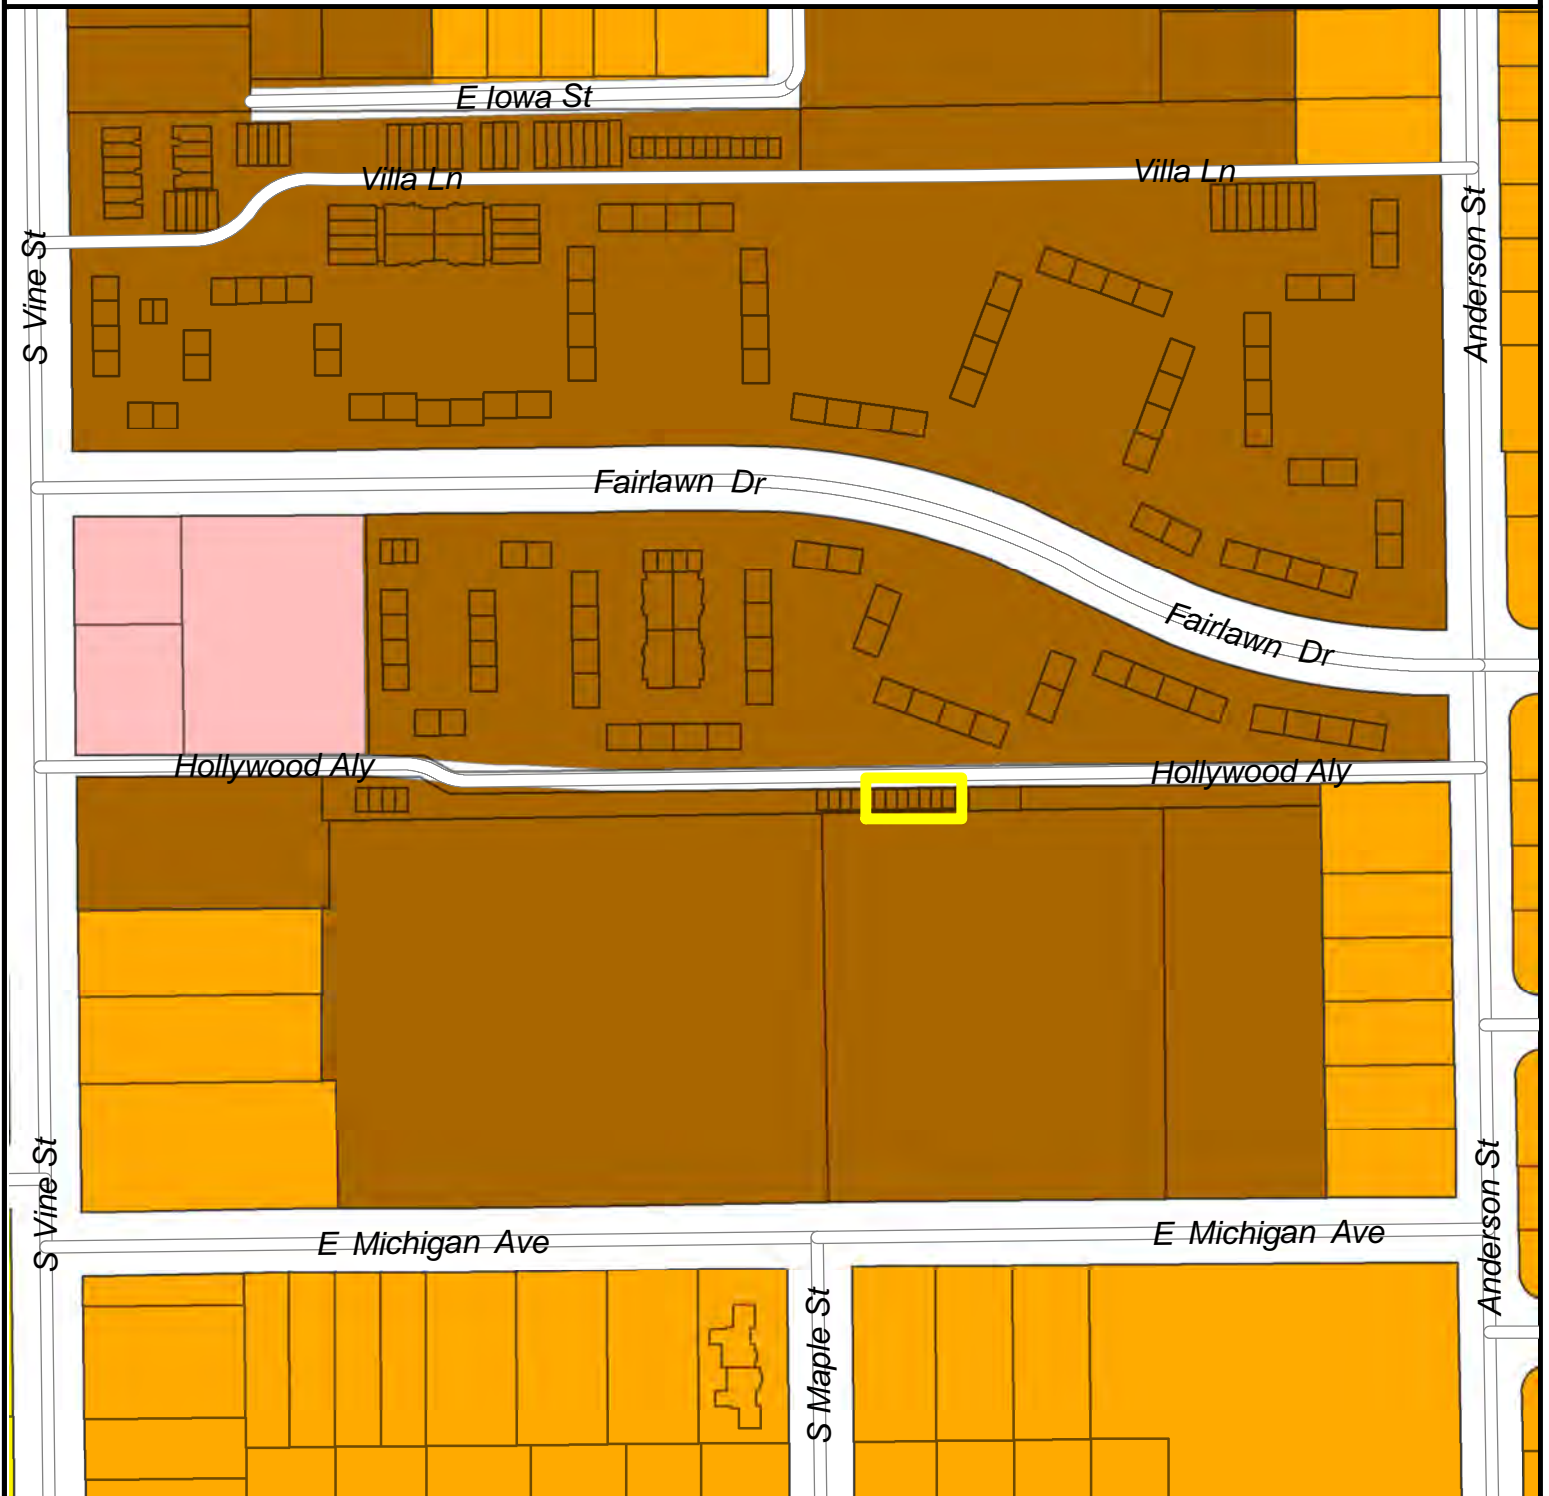 E Iowa St
Villa Ln
Villa Ln
S Vine St
Anderson St
Fairlawn Dr
Fairlawn Dr
Hollywood Aly
Hollywood Aly
S Vine St
Anderson St
E Michigan Ave
E Michigan Ave
S Maple St